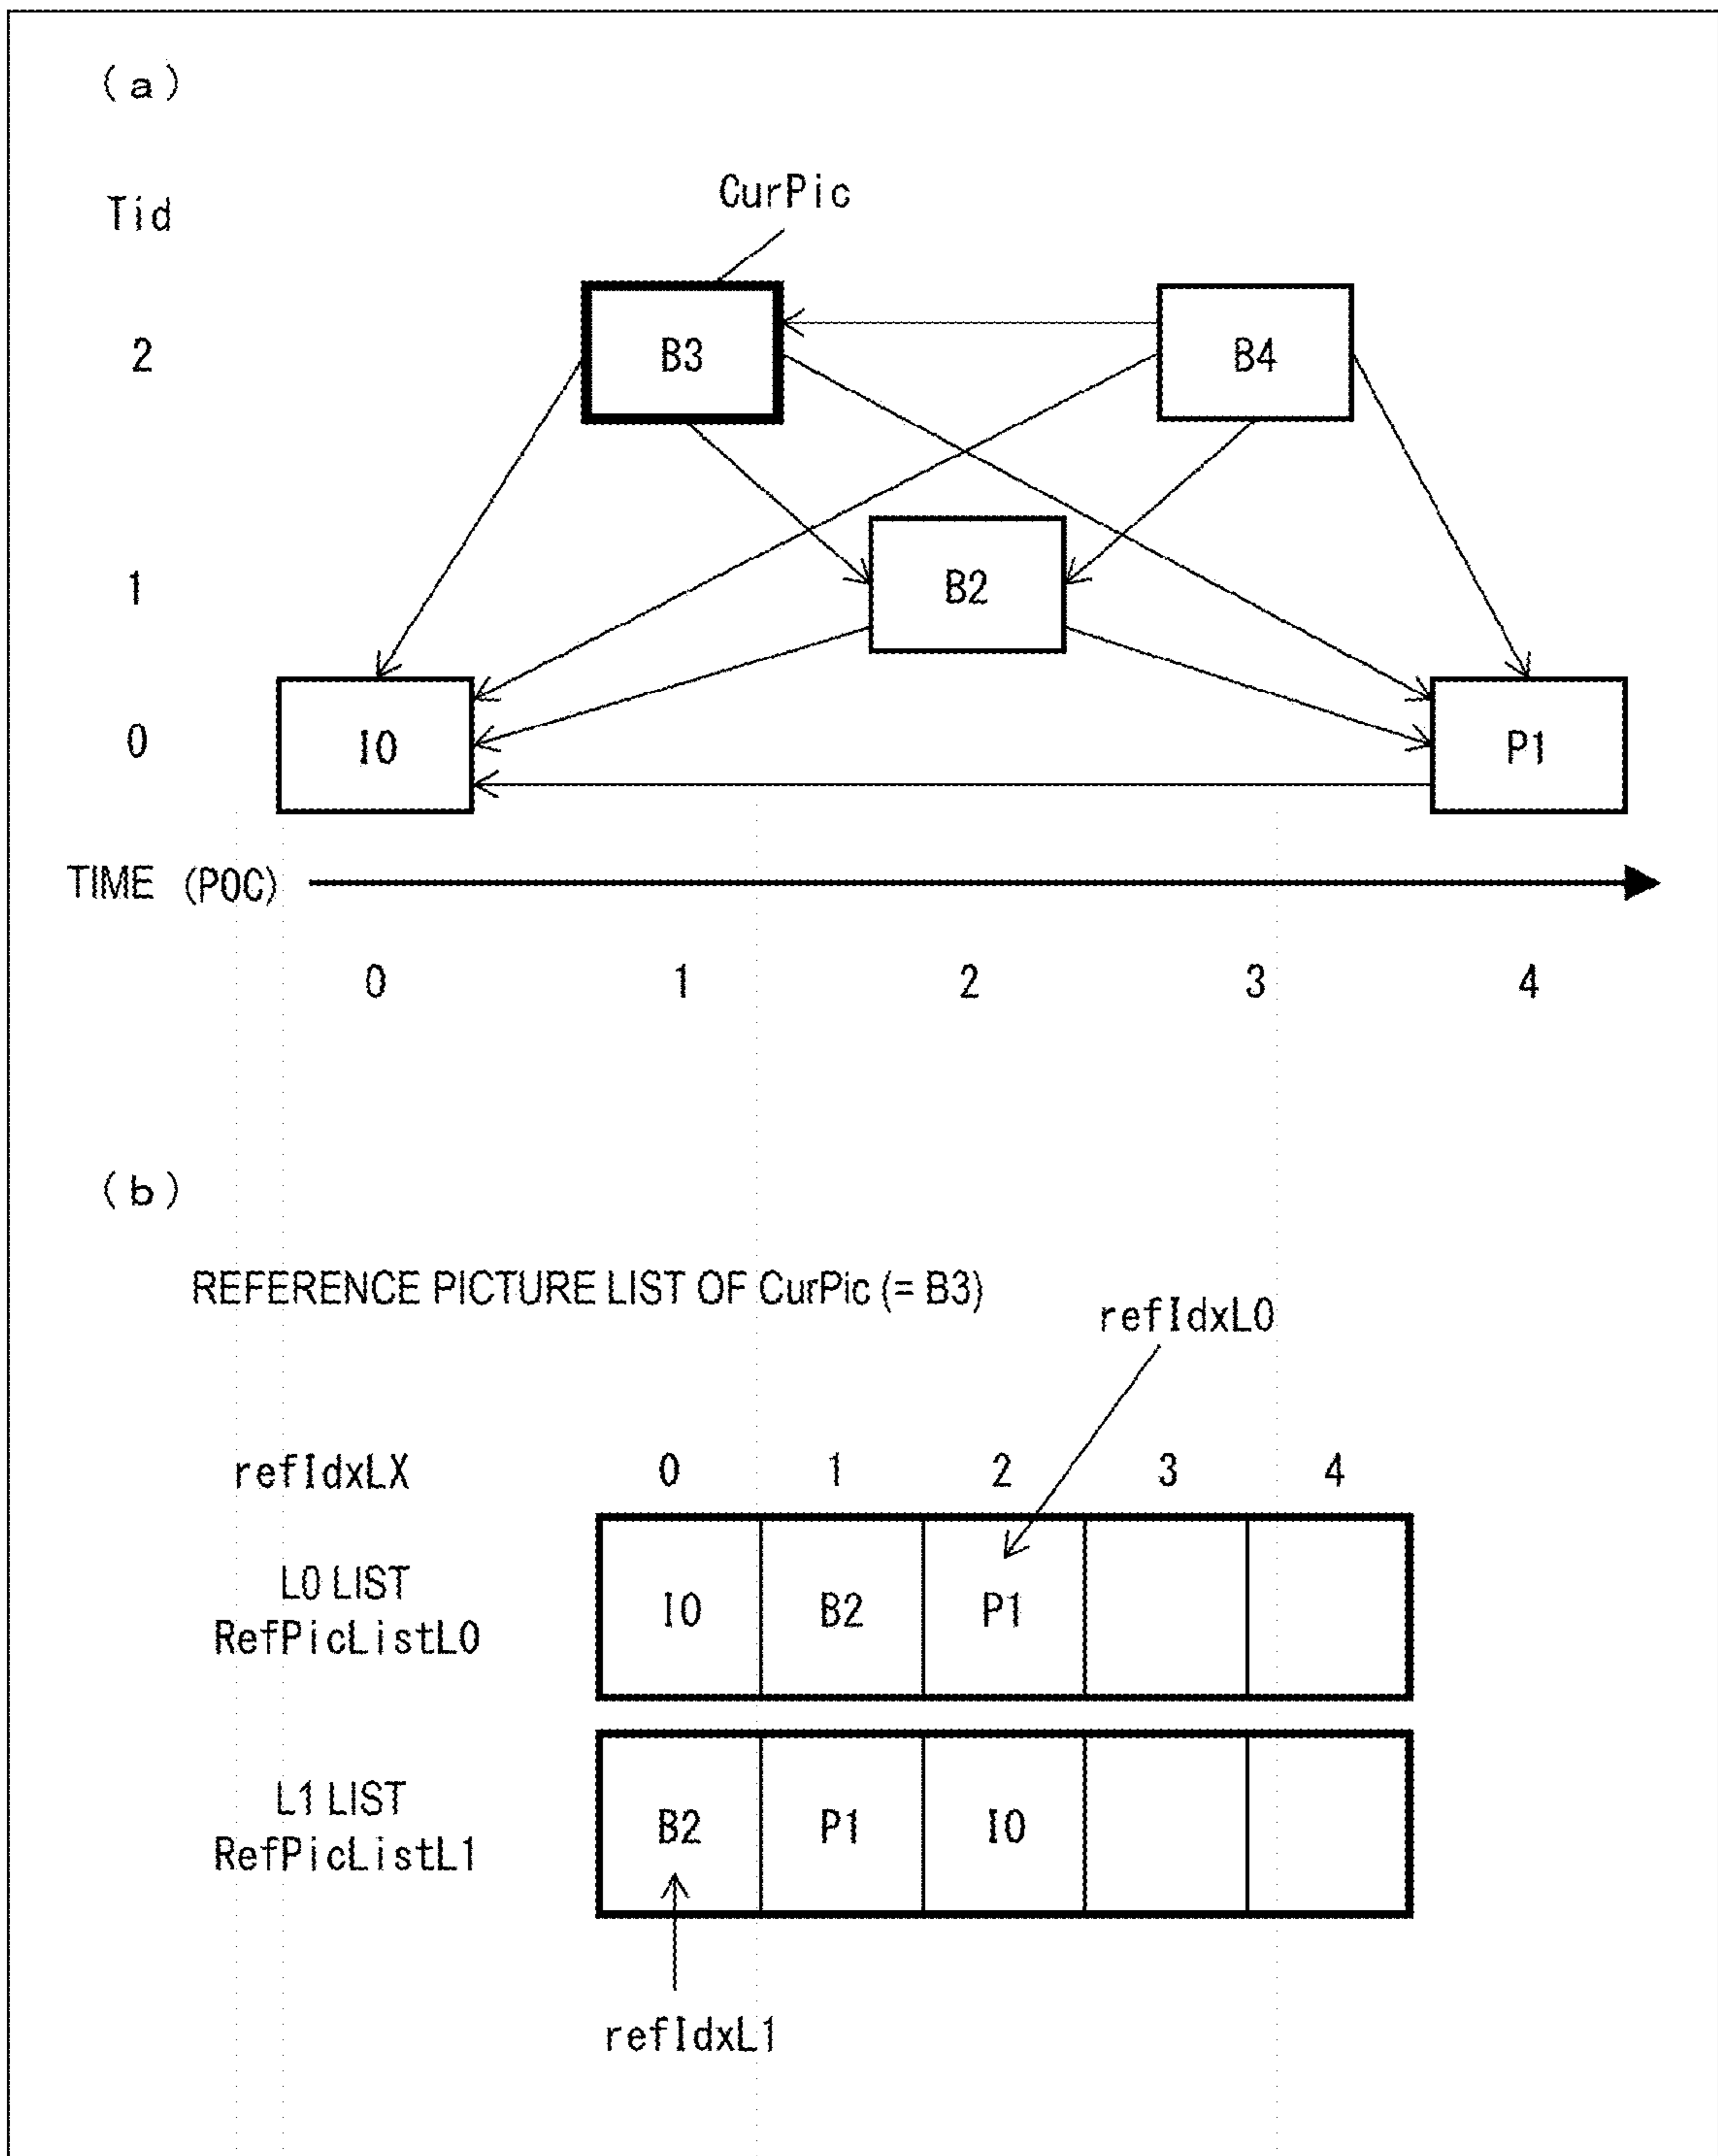 (a)
Tid
CurPic
2
B3
B4
1
B2
0
I0
P1
TIME (POC)
0 1 2 3 4
(b)
REFERENCE PICTURE LIST OF CurPic (= B3)
refIdxL0
refIdxLX 0 1 2 3 4
L0 LIST
RefPicListL0
I0 B2 P1
L1 LIST
RefPicListL1
B2 P1 I0
refIdxL1